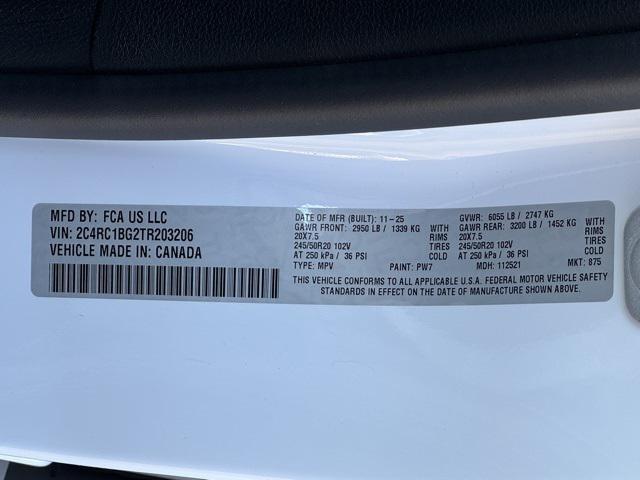 MFD BY: FCA US LLC
VIN: 2C4RC1BG2TR203206
VEHICLE MADE IN: CANADA
DATE OF MFR (BUILT): 11-25 GVWR: 6055 LB / 2747 KG
GAWR FRONT: 2950 LB / 1339 KG WITH GAWR REAR: 3200 LB / 1452 KG WITH
20X7.5 RIMS 20X7.5 RIMS
245/50R20 102V TIRES 245/50R20 102V TIRES
AT 250 kPa / 36 PSI COLD AT 250 kPa / 36 PSI COLD
TYPE: MPV PAINT: PW7 MDH: 112521 MKT: 875
THIS VEHICLE CONFORMS TO ALL APPLICABLE U.S.A. FEDERAL MOTOR VEHICLE SAFETY
STANDARDS IN EFFECT ON THE DATE OF MANUFACTURE SHOWN ABOVE.